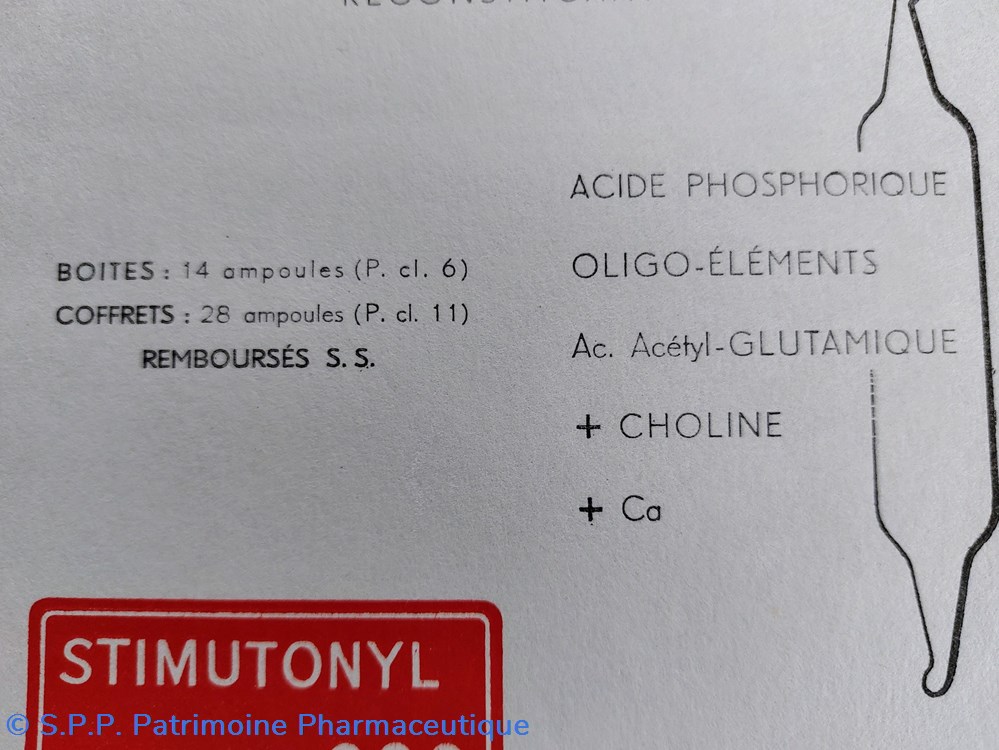 BOITES : 14 ampoules (P. cl. 6)
COFFRETS : 28 ampoules (P. cl. 11)
REMBOURSÉS S. S.
ACIDE PHOSPHORIQUE
OLIGO-ÉLÉMENTS
Ac. Acétyl-GLUTAMIQUE
+ CHOLINE
+ Ca
STIMUTONYL
© S.P.P. Patrimoine Pharmaceutique